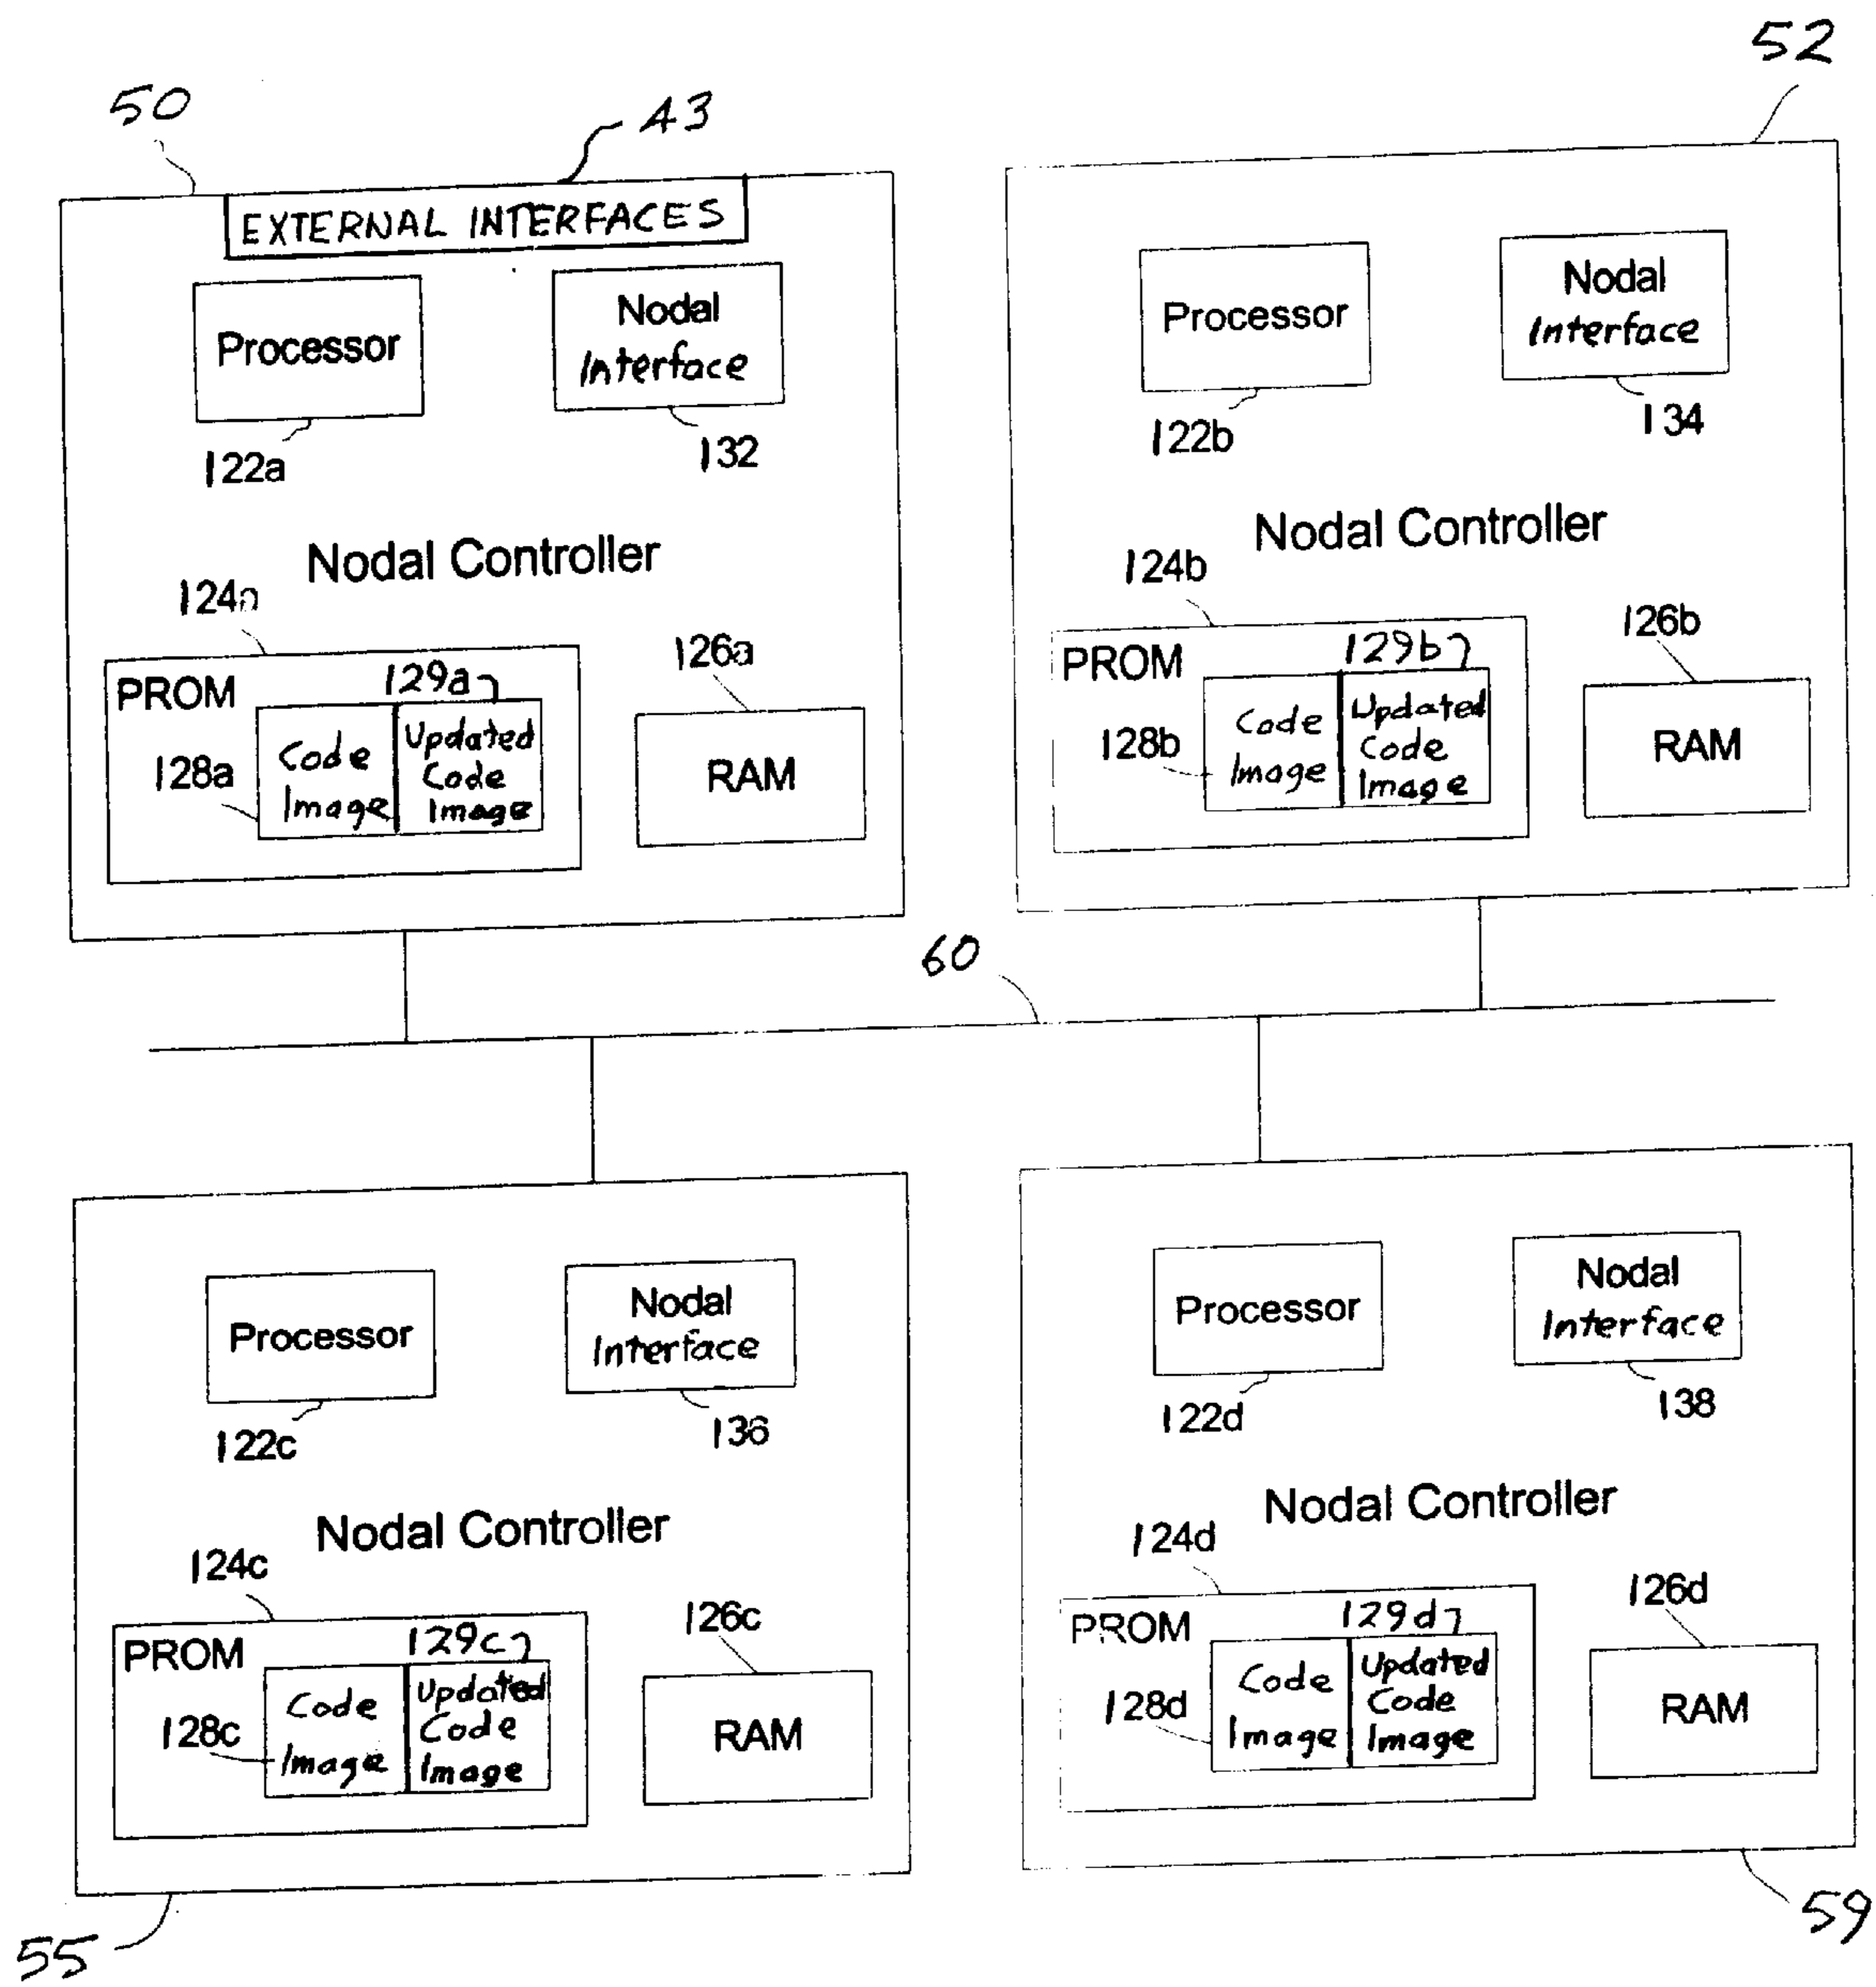 50
43
52
EXTERNAL INTERFACES
Processor
Nodal
Interface
122a
132
Nodal Controller
124a
PROM
129a
126a
128a
Code
Image
Updated
Code
Image
RAM
Processor
Nodal
Interface
122b
134
Nodal Controller
124b
PROM
129b
126b
128b
Code
Image
Updated
Code
Image
RAM
60
Processor
Nodal
Interface
122c
136
Nodal Controller
124c
PROM
129c
126c
128c
Code
Image
Updated
Code
Image
RAM
55
Processor
Nodal
Interface
122d
138
Nodal Controller
124d
PROM
129d
126d
128d
Code
Image
Updated
Code
Image
RAM
59